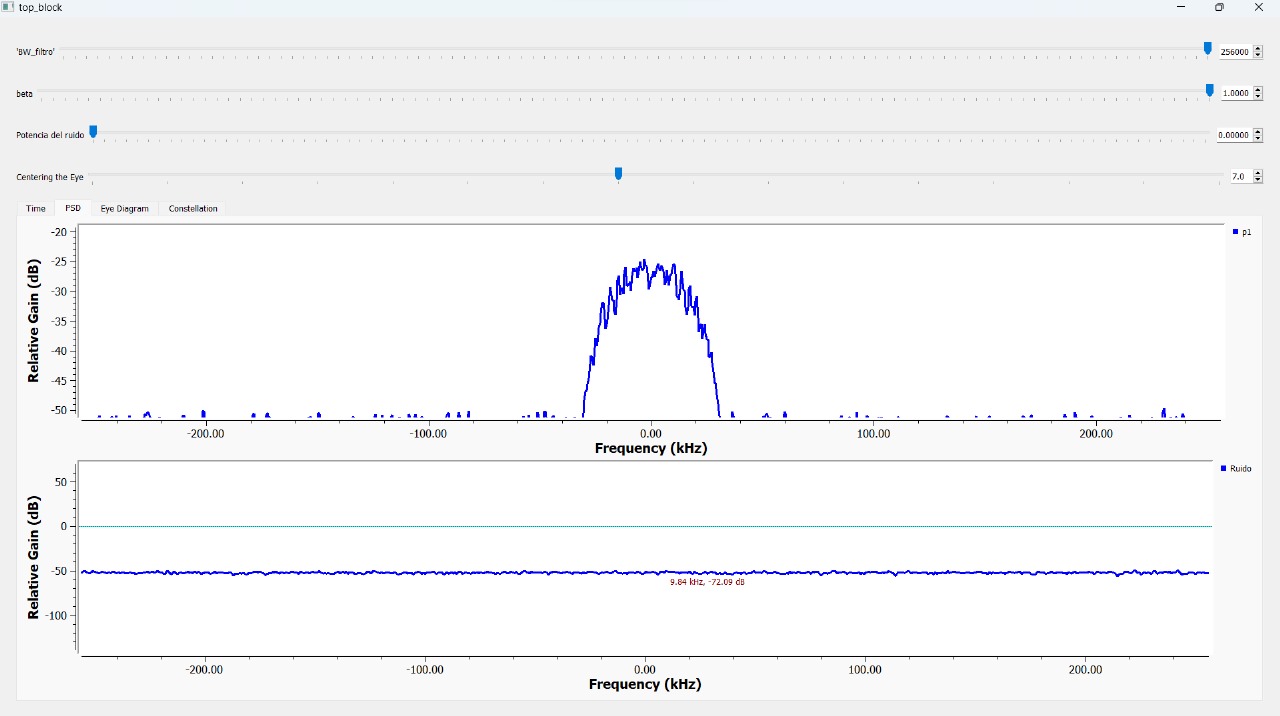 top_block
'BW_filtro' 256000
beta 1.0000
Potencia del ruido 0.00000
Centering the Eye 7.0
Time PSD Eye Diagram Constellation
Relative Gain (dB)
-20
-25
-30
-35
-40
-45
-50
p1
-200.00 -100.00 0.00 100.00 200.00
Frequency (kHz)
Relative Gain (dB)
50
0
-50
-100
Ruido
9.84 kHz, -72.09 dB
-200.00 -100.00 0.00 100.00 200.00
Frequency (kHz)